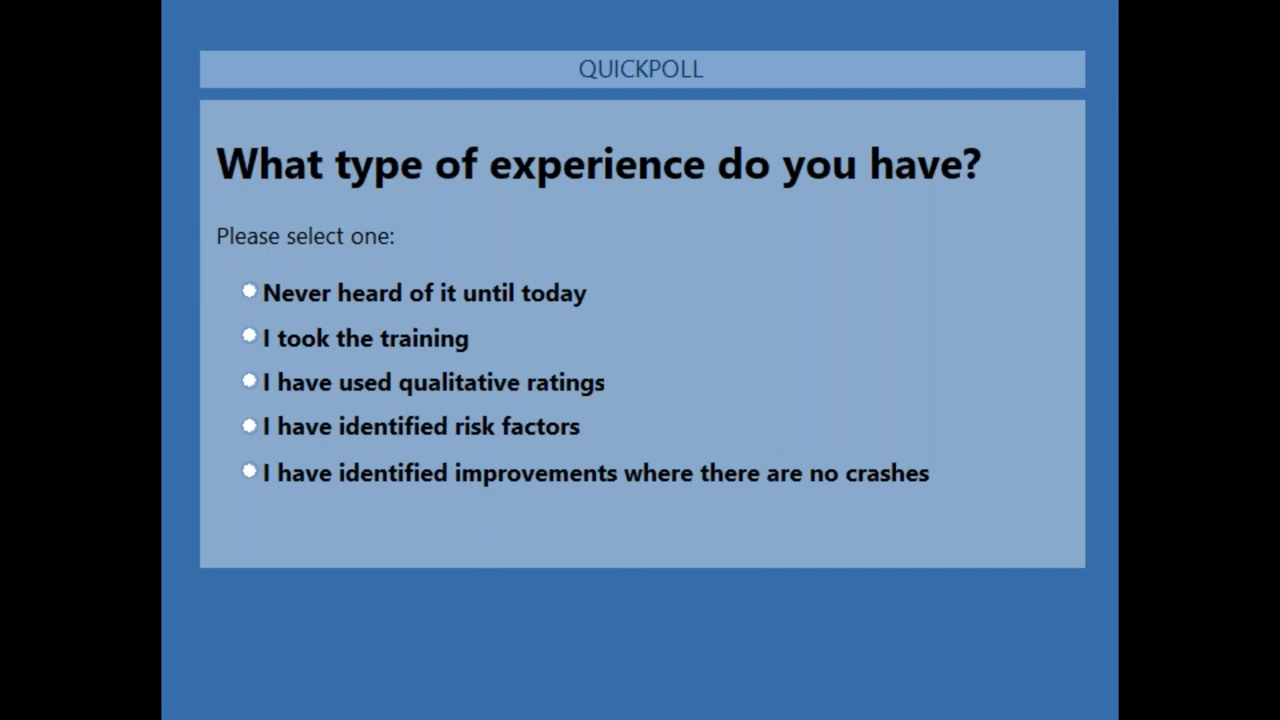 QUICKPOLL
What type of experience do you have?
Please select one:
Never heard of it until today
I took the training
I have used qualitative ratings
I have identified risk factors
I have identified improvements where there are no crashes